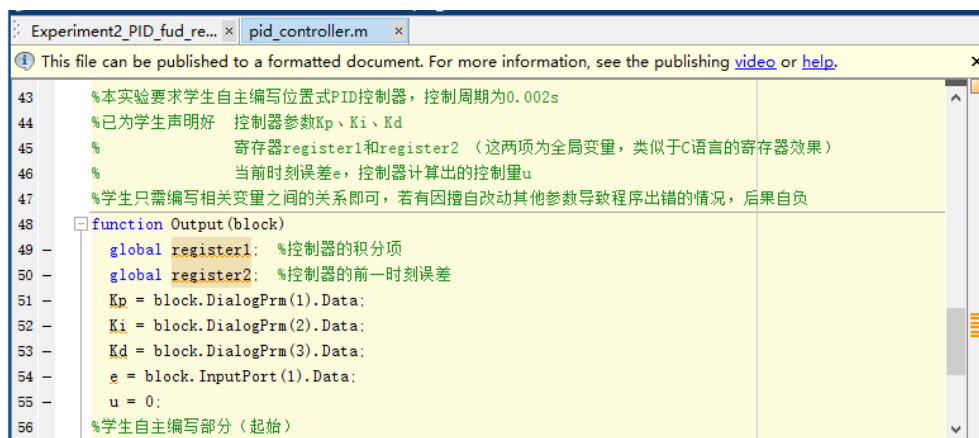 Experiment2_PID_fud_re... × pid_controller.m ×
This file can be published to a formatted document. For more information, see the publishing video or help. ×
43 %本实验要求学生自主编写位置式PID控制器，控制周期为0.002s
44 %已为学生声明好 控制器参数Kp、Ki、Kd
45 % 寄存器register1和register2 （这两项为全局变量，类似于C语言的寄存器效果）
46 % 当前时刻误差e，控制器计算出的控制量u
47 %学生只需编写相关变量之间的关系即可，若有因擅自改动其他参数导致程序出错的情况，后果自负
48 function Output(block)
49 – global register1; %控制器的积分项
50 – global register2; %控制器的前一时刻误差
51 – Kp = block.DialogPrm(1).Data;
52 – Ki = block.DialogPrm(2).Data;
53 – Kd = block.DialogPrm(3).Data;
54 – e = block.InputPort(1).Data;
55 – u = 0;
56 %学生自主编写部分（起始）